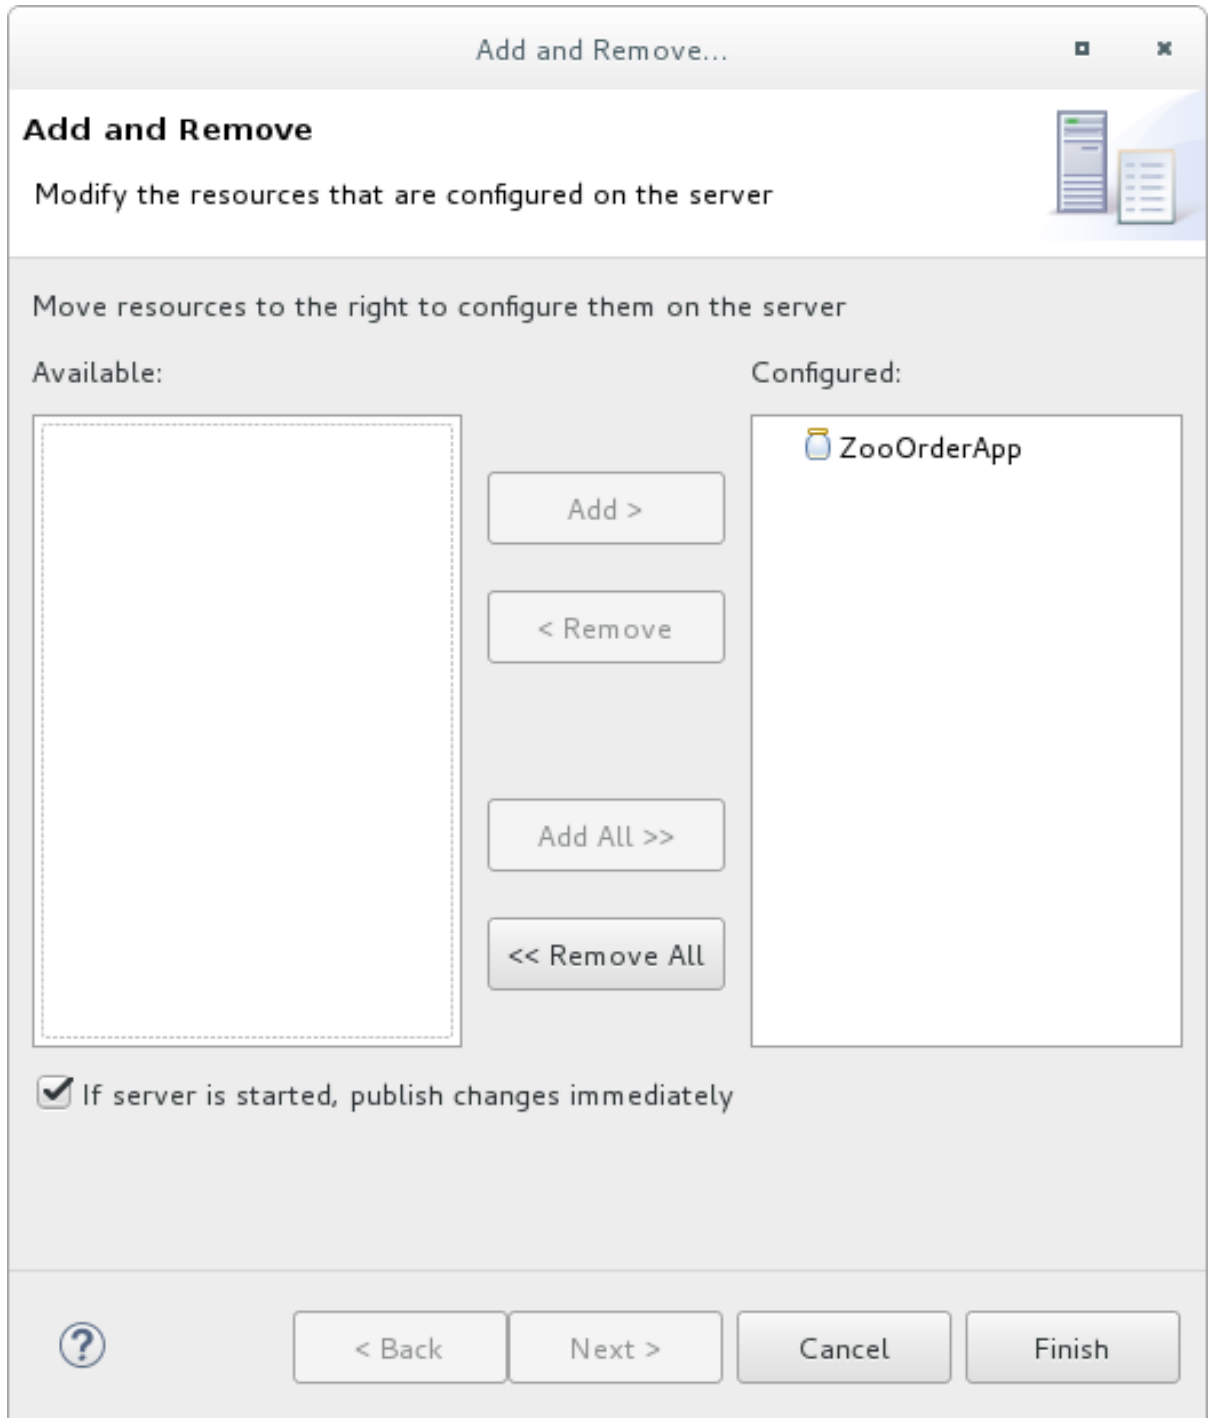 Add and Remove...
Add and Remove
Modify the resources that are configured on the server
Move resources to the right to configure them on the server
Available:
Configured:
ZooOrderApp
Add >
< Remove
Add All >>
<< Remove All
If server is started, publish changes immediately
?
< Back
Next >
Cancel
Finish